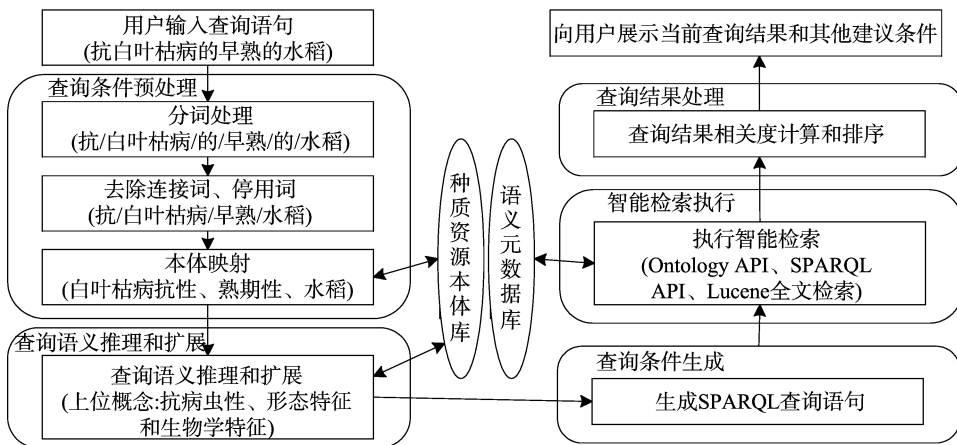 用户输入查询语句
(抗白叶枯病的早熟的水稻)
查询条件预处理
分词处理
(抗/白叶枯病/的/早熟/的/水稻)
去除连接词、停用词
(抗/白叶枯病/早熟/水稻)
本体映射
(白叶枯病抗性、熟期性、水稻)
查询语义推理和扩展
查询语义推理和扩展
(上位概念:抗病虫性、形态特征
和生物学特征)
种质资源本体库
语义元数据库
向用户展示当前查询结果和其他建议条件
查询结果处理
查询结果相关度计算和排序
智能检索执行
执行智能检索
(Ontology API、SPARQL
API、Lucene全文检索)
查询条件生成
生成SPARQL查询语句